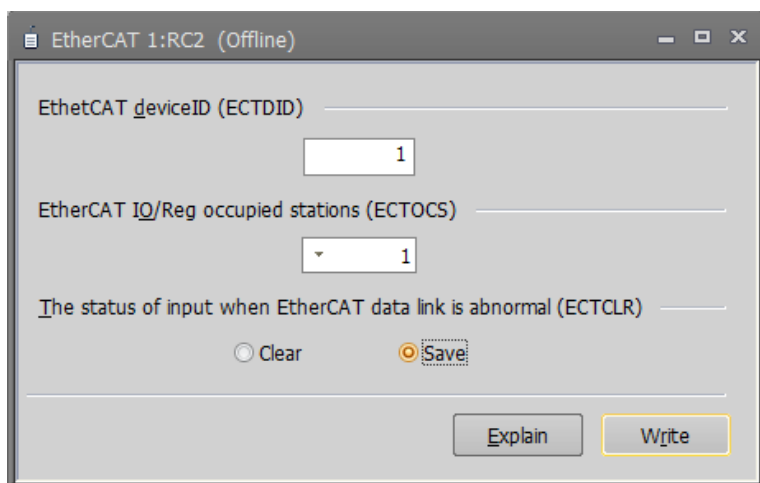 EtherCAT 1:RC2 (Offline)
EthetCAT deviceID (ECTDID)
1
EtherCAT IO/Reg occupied stations (ECTOCS)
1
The status of input when EtherCAT data link is abnormal (ECTCLR)
Clear Save
Explain Write